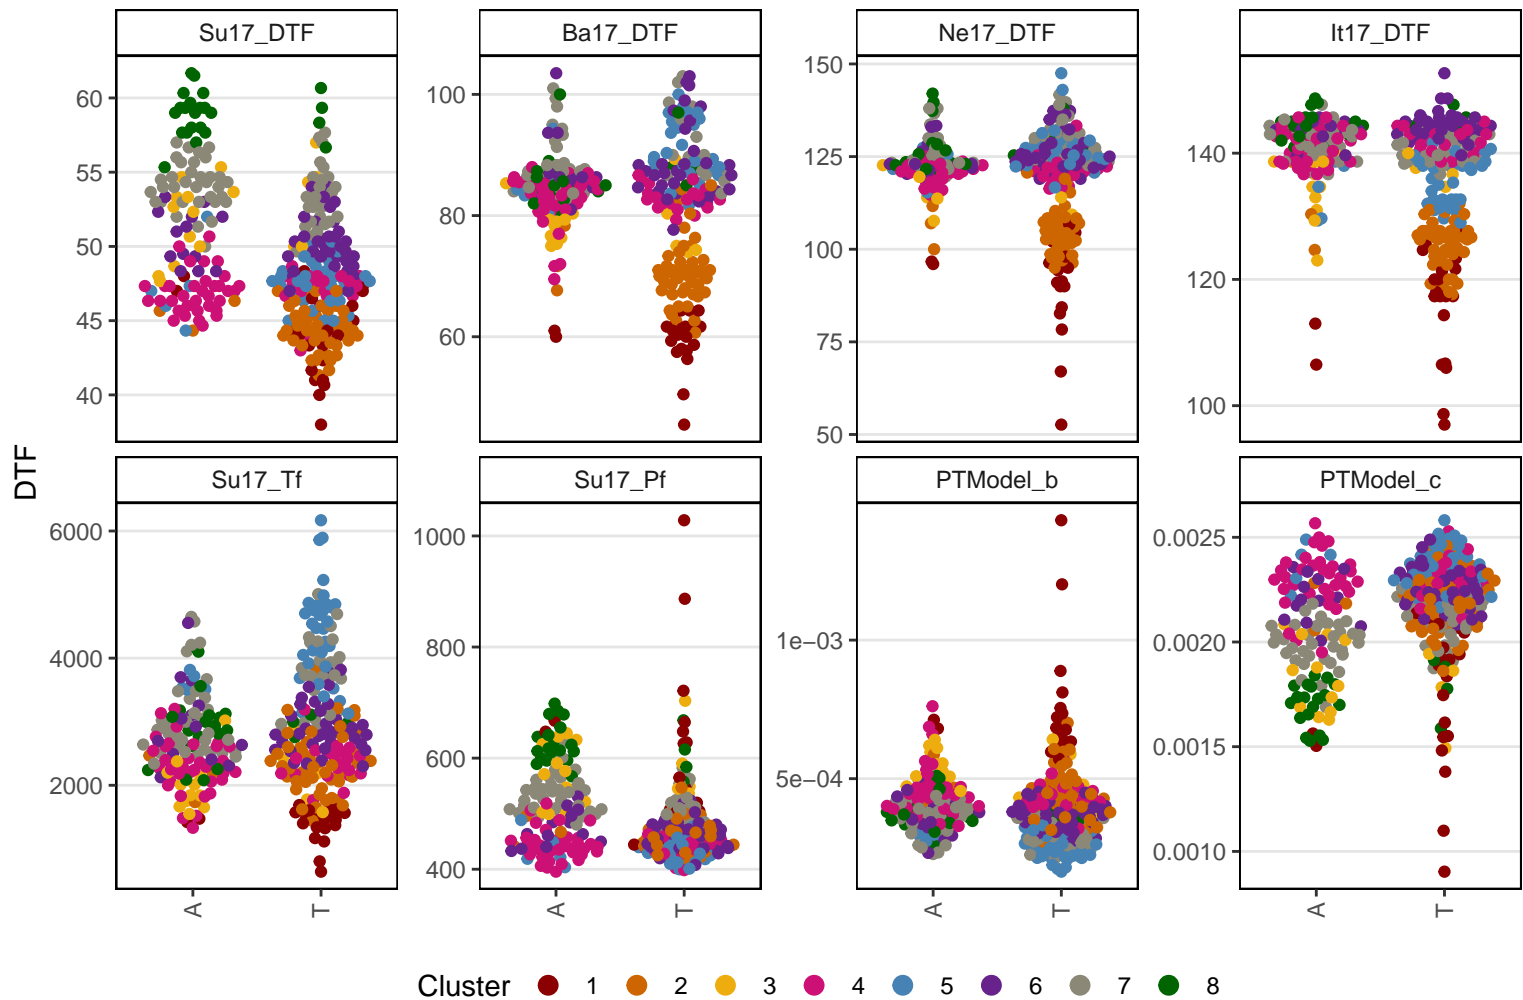 Su17_DTF
Ba17_DTF
Ne17_DTF
It17_DTF
60
55
50
45
40
100
80
60
150
125
100
75
50
140
120
100
DTF
Su17_Tf
Su17_Pf
PTModel_b
PTModel_c
6000
4000
2000
1000
800
600
400
1e−03
5e−04
0.0025
0.0020
0.0015
0.0010
A T
A T
A T
A T
Cluster 1 2 3 4 5 6 7 8